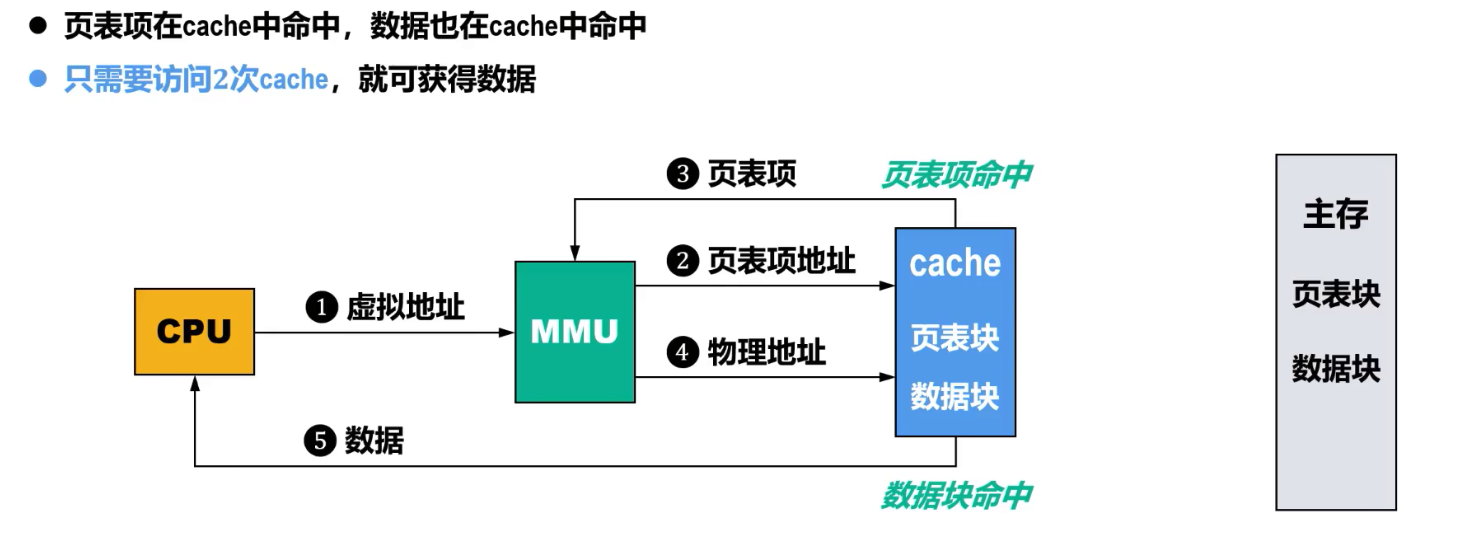 ● 页表项在cache中命中，数据也在cache中命中
● 只需要访问2次cache，就可获得数据
❸ 页表项
页表项命中
❷ 页表项地址
cache
主存
❶ 虚拟地址
CPU
MMU
页表块
页表块
❹ 物理地址
数据块
数据块
❺ 数据
数据块命中